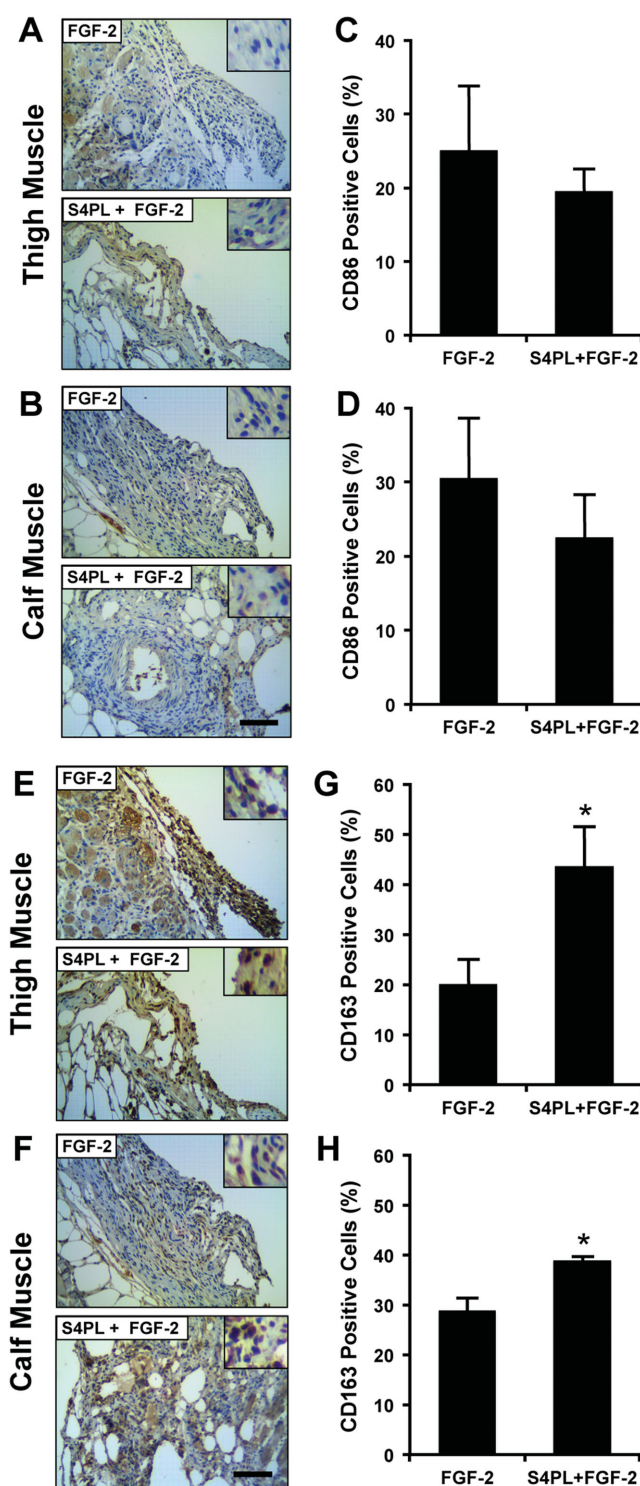 A
Thigh Muscle
FGF-2
S4PL + FGF-2
C
CD86 Positive Cells (%)
40
30
20
10
0
FGF-2 S4PL+FGF-2
B
Calf Muscle
FGF-2
S4PL + FGF-2
D
CD86 Positive Cells (%)
40
30
20
10
0
FGF-2 S4PL+FGF-2
E
Thigh Muscle
FGF-2
S4PL + FGF-2
G
CD163 Positive Cells (%)
60
50
40
30
20
10
0
*
FGF-2 S4PL+FGF-2
F
Calf Muscle
FGF-2
S4PL + FGF-2
H
CD163 Positive Cells (%)
60
50
40
30
20
10
0
*
FGF-2 S4PL+FGF-2